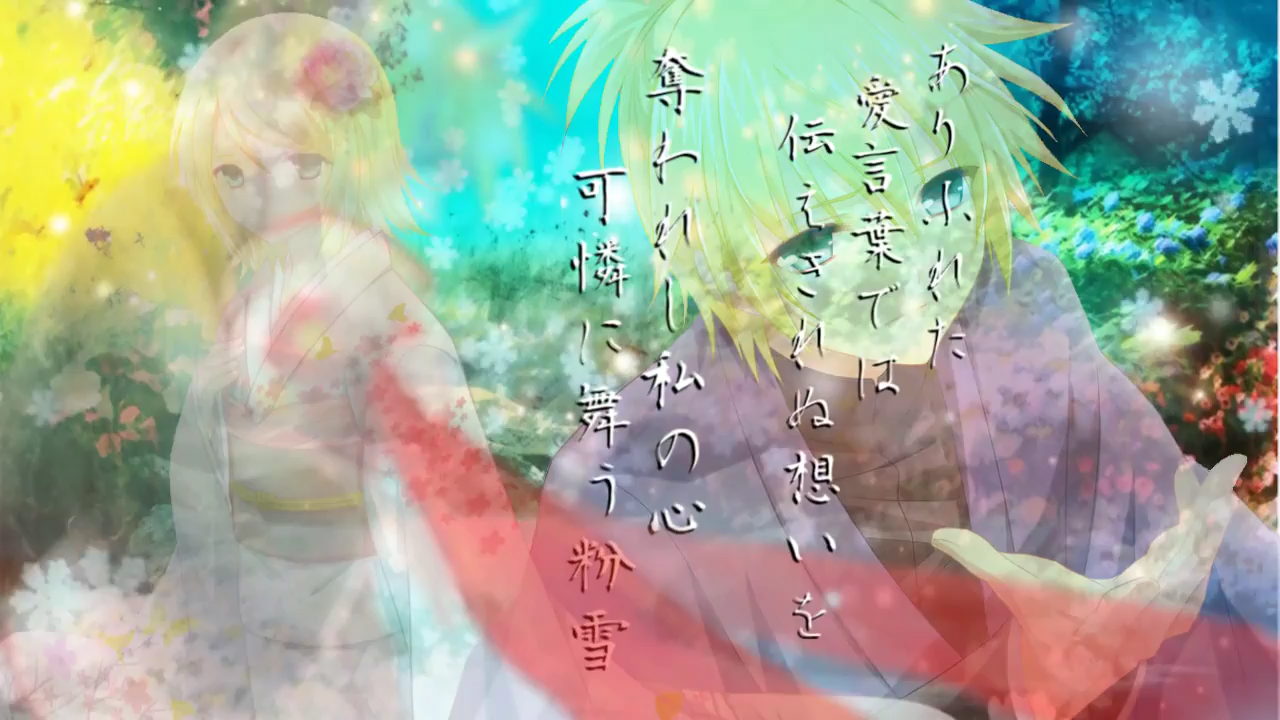 ありふれた
愛言葉では
伝えきれぬ想いを
奪われし私の心
可憐に舞う粉雪